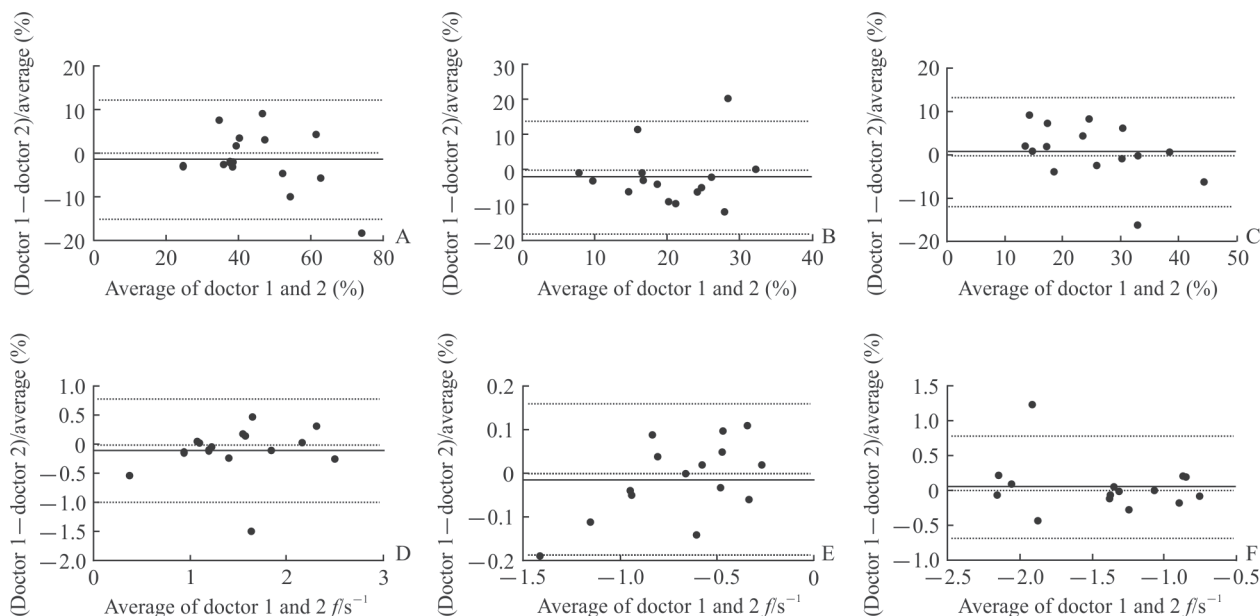 (Doctor 1－doctor 2)/average (%)
20
10
0
－10
－20
0 20 40 60 80
A
Average of doctor 1 and 2 (%)
(Doctor 1－doctor 2)/average (%)
30
20
10
0
－10
－20
0 10 20 30 40
B
Average of doctor 1 and 2 (%)
(Doctor 1－doctor 2)/average (%)
20
10
0
－10
－20
0 10 20 30 40 50
C
Average of doctor 1 and 2 (%)
(Doctor 1－doctor 2)/average (%)
1.0
0.5
0
－0.5
－1.0
－1.5
－2.0
0 1 2 3
D
Average of doctor 1 and 2 f/s⁻¹
(Doctor 1－doctor 2)/average (%)
0.2
0.1
0
－0.1
－0.2
－1.5 －1.0 －0.5 0
E
Average of doctor 1 and 2 f/s⁻¹
(Doctor 1－doctor 2)/average (%)
1.5
1.0
0.5
0
－0.5
－1.0
－2.5 －2.0 －1.5 －1.0 －0.5
F
Average of doctor 1 and 2 f/s⁻¹